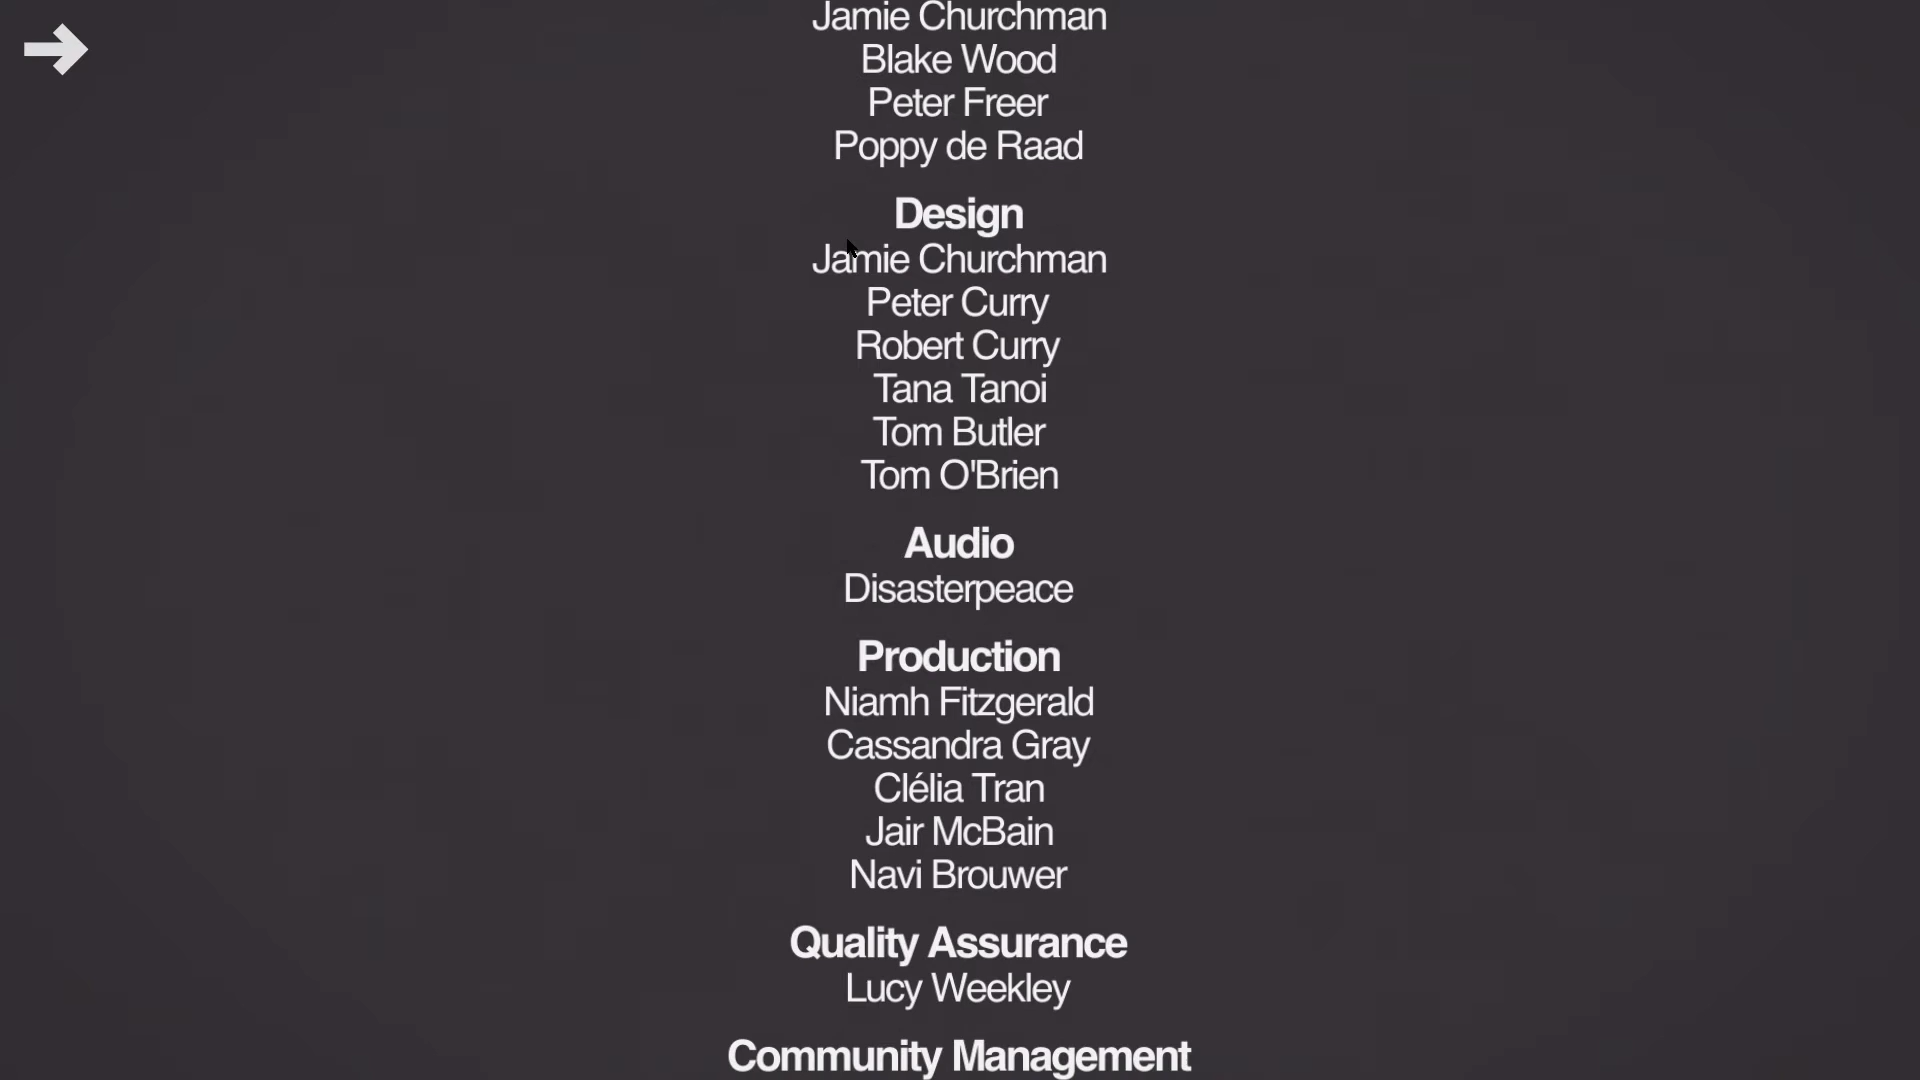 Jamie Churchman
Blake Wood
Peter Freer
Poppy de Raad
Design
Jamie Churchman
Peter Curry
Robert Curry
Tana Tanoi
Tom Butler
Tom O'Brien
Audio
Disasterpeace
Production
Niamh Fitzgerald
Cassandra Gray
Clélia Tran
Jair McBain
Navi Brouwer
Quality Assurance
Lucy Weekley
Community Management